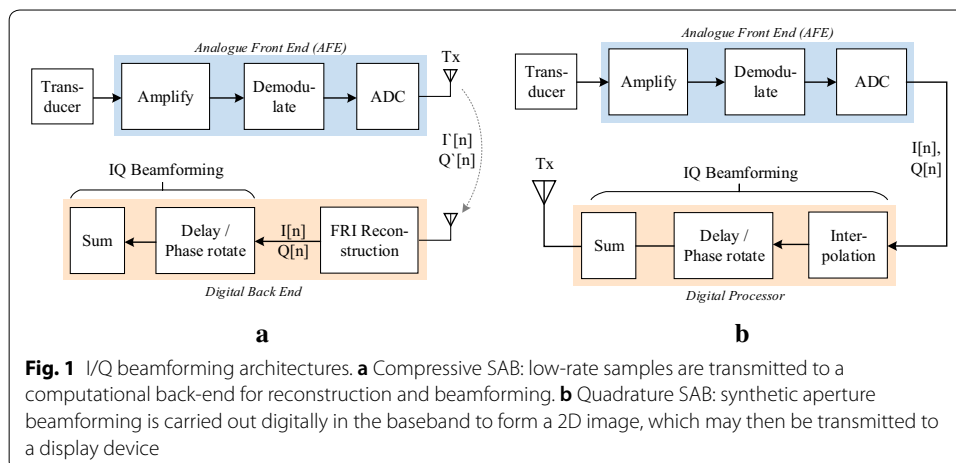 Analogue Front End (AFE)
Tx
Trans-
ducer
Amplify
Demodu-
late
ADC
I`[n]
Q`[n]
IQ Beamforming
Sum
Delay /
Phase rotate
I[n]
Q[n]
FRI Recon-
struction
Digital Back End
a
Analogue Front End (AFE)
Trans-
ducer
Amplify
Demodu-
late
ADC
I[n],
Q[n]
Tx
IQ Beamforming
Sum
Delay /
Phase rotate
Inter-
polation
Digital Processor
b
Fig. 1 I/Q beamforming architectures. a Compressive SAB: low-rate samples are transmitted to a
computational back-end for reconstruction and beamforming. b Quadrature SAB: synthetic aperture
beamforming is carried out digitally in the baseband to form a 2D image, which may then be transmitted to
a display device